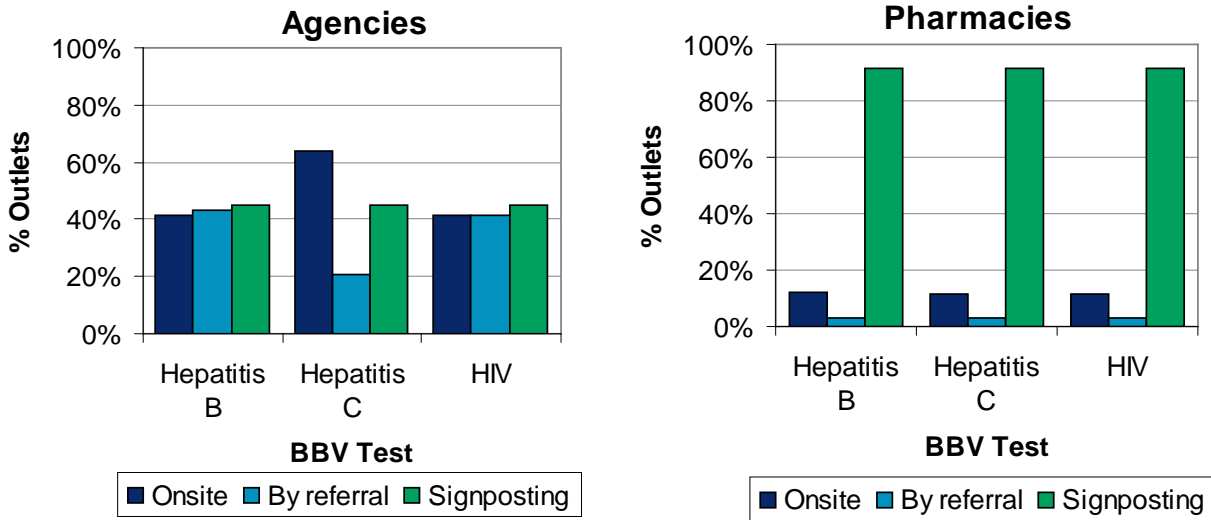 Agencies
100%
80%
60%
40%
20%
0%
% Outlets
Hepatitis
B
Hepatitis
C
HIV
BBV Test
Onsite By referral Signposting
Pharmacies
100%
80%
60%
40%
20%
0%
% Outlets
Hepatitis
B
Hepatitis
C
HIV
BBV Test
Onsite By referral Signposting